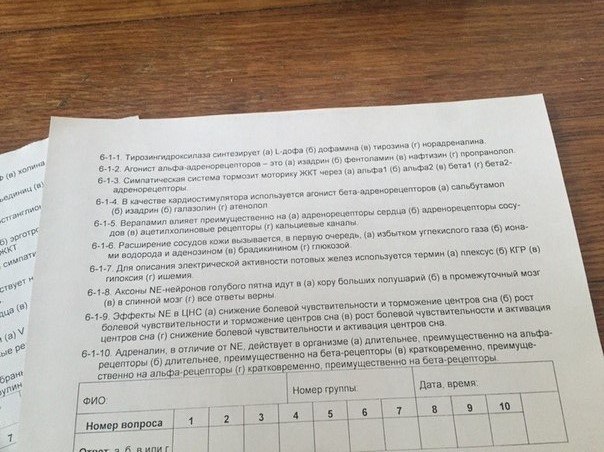 6-1-1. Тирозингидроксилаза синтезирует (а) L-дофа (б) дофамина (в) тирозина (г) норадреналина.
6-1-2. Агонист альфа-адренорецепторов – это (а) изадрин (б) фентоламин (в) нафтизин (г) пропранолол.
6-1-3. Симпатическая система тормозит моторику ЖКТ через (а) альфа1 (б) альфа2 (в) бета1 (г) бета2-
адренорецепторы.
6-1-4. В качестве кардиостимулятора используется агонист бета-адренорецепторов (а) сальбутамол
(б) изадрин (б) галазолин (г) атенолол.
6-1-5. Верапамил влияет преимущественно на (а) адренорецепторы сердца (б) адренорецепторы сосу-
дов (в) ацетилхолиновые рецепторы (г) кальциевые каналы.
6-1-6. Расширение сосудов кожи вызывается, в первую очередь, (а) избытком углекислого газа (б) иона-
ми водорода и аденозином (в) брадикинином (г) глюкозой.
6-1-7. Для описания электрической активности потовых желез используется термин (а) плексус (б) КГР (в)
гипоксия (г) ишемия.
6-1-8. Аксоны NE-нейронов голубого пятна идут в (а) кору больших полушарий (б) в промежуточный мозг
(в) в спинной мозг (г) все ответы верны.
6-1-9. Эффекты NE в ЦНС (а) снижение болевой чувствительности и торможение центров сна (б) рост
болевой чувствительности и торможение центров сна (в) рост болевой чувствительности и активация
центров сна (г) снижение болевой чувствительности и активация центров сна.
6-1-10. Адреналин, в отличие от NE, действует в организме (а) длительнее, преимущественно на альфа-
рецепторы (б) длительнее, преимущественно на бета-рецепторы (в) кратковременно, преимуще-
ственно на альфа-рецепторы (г) кратковременно, преимущественно на бета-рецепторы.
ФИО: Номер группы: Дата, время:
Номер вопроса 1 2 3 4 5 6 7 8 9 10
Ответ: а, б, в или г
ф (в) холина
ЖКТ
7